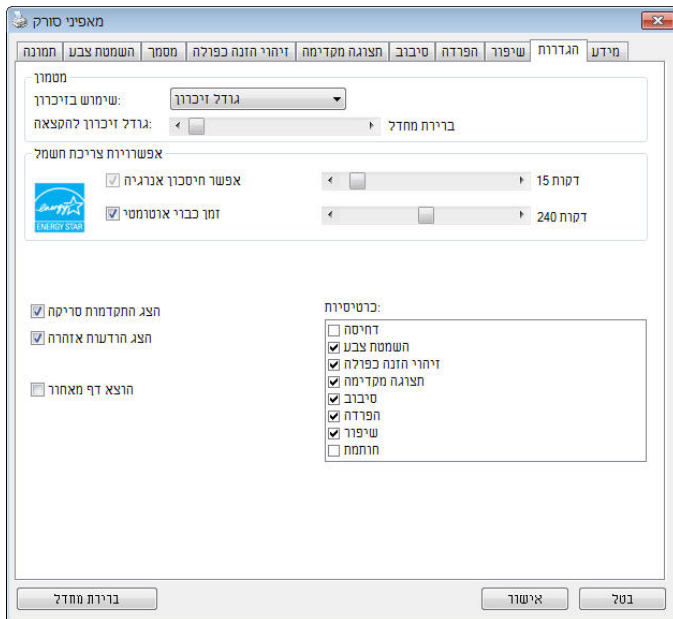 מאפיני סורק
תמונה
השמטת צבע
מסמך
זיהוי הזנה כפולה
תצוגה מקדימה
סיבוב
הפרדה
שיפור
הגדרות
מידע
מטמון
שימוש בזיכרון:
גודל זיכרון
גודל זיכרון להקצאה:
ברירת מחדל
אפשרויות צריכת חשמל
אפשר חיסכון אנרגיה
15 דקות
זמן כבוי אוטומטי
240 דקות
energy
ENERGY STAR
הצג התקדמות סריקה
הצג הודעות אזהרה
הוצא דף מאחור
כרטיסיות:
דחיסה
השמטת צבע
זיהוי הזנה כפולה
תצוגה מקדימה
סיבוב
הפרדה
שיפור
חותמת
ברירת מחדל
אישור
בטל